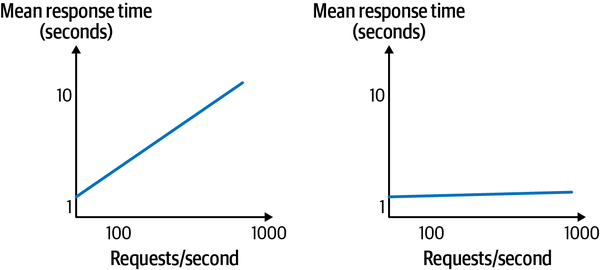 Mean response time
(seconds)
10
1
100
1000
Requests/second
Mean response time
(seconds)
10
1
100
1000
Requests/second